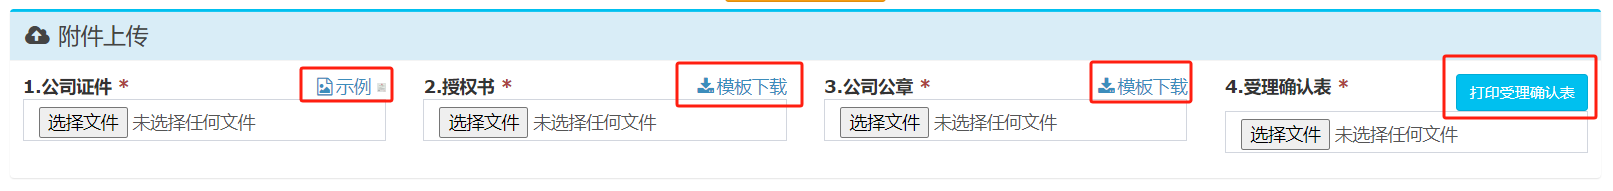 附件上传
1.公司证件 * 示例
选择文件 未选择任何文件
2.授权书 * 模板下载
选择文件 未选择任何文件
3.公司公章 * 模板下载
选择文件 未选择任何文件
4.受理确认表 * 打印受理确认表
选择文件 未选择任何文件